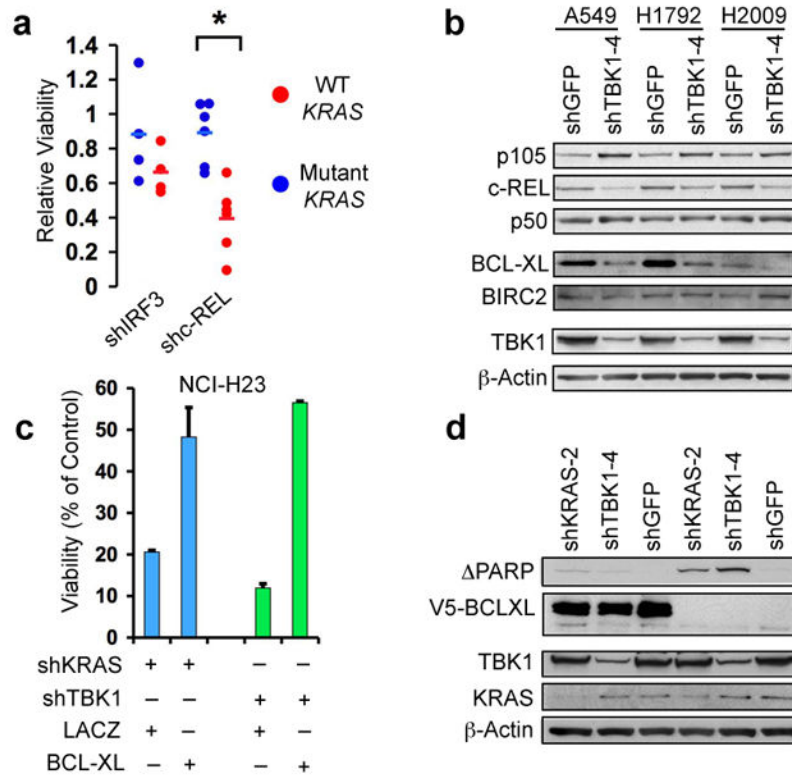 a
*
1.4
1.2
1
0.8
0.6
0.4
0.2
0
Relative Viability
WT
KRAS
Mutant
KRAS
shIRF3
shc-REL
b
A549 H1792 H2009
shGFP shTBK1-4 shGFP shTBK1-4 shGFP shTBK1-4
p105
c-REL
p50
BCL-XL
BIRC2
TBK1
β-Actin
c
NCI-H23
60
50
40
30
20
10
0
Viability (% of Control)
shKRAS + + – –
shTBK1 – – + +
LACZ + – + –
BCL-XL – + – +
d
shKRAS-2 shTBK1-4 shGFP shKRAS-2 shTBK1-4 shGFP
ΔPARP
V5-BCLXL
TBK1
KRAS
β-Actin